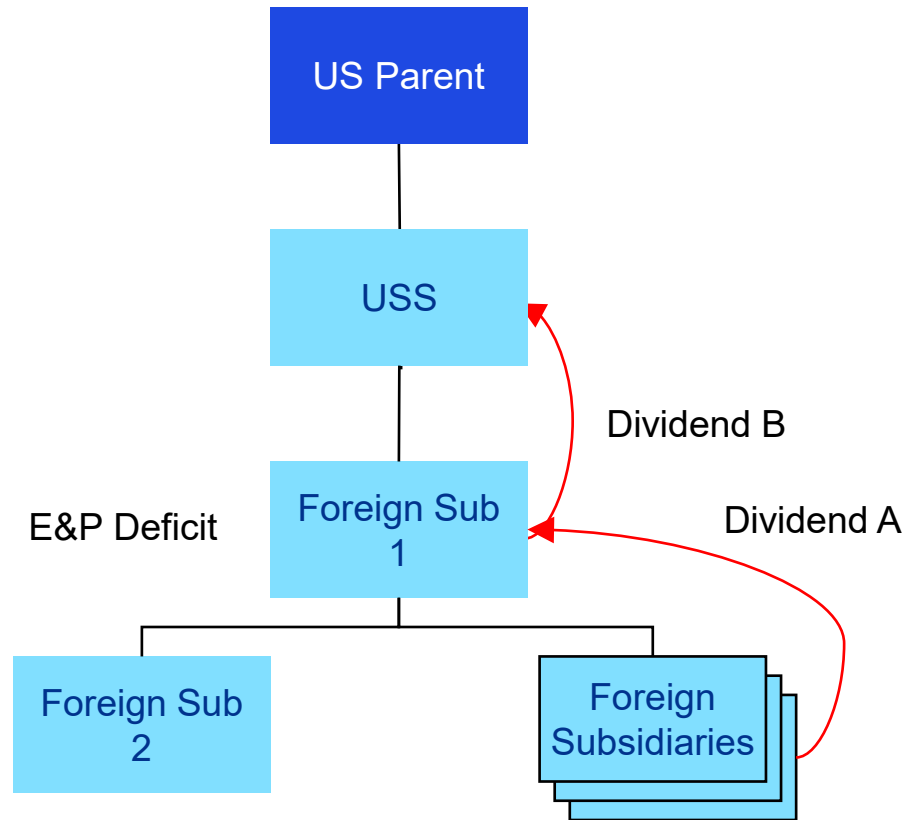 US Parent
USS
Dividend B
Foreign Sub
1
E&P Deficit
Dividend A
Foreign Sub
2
Foreign
Subsidiaries